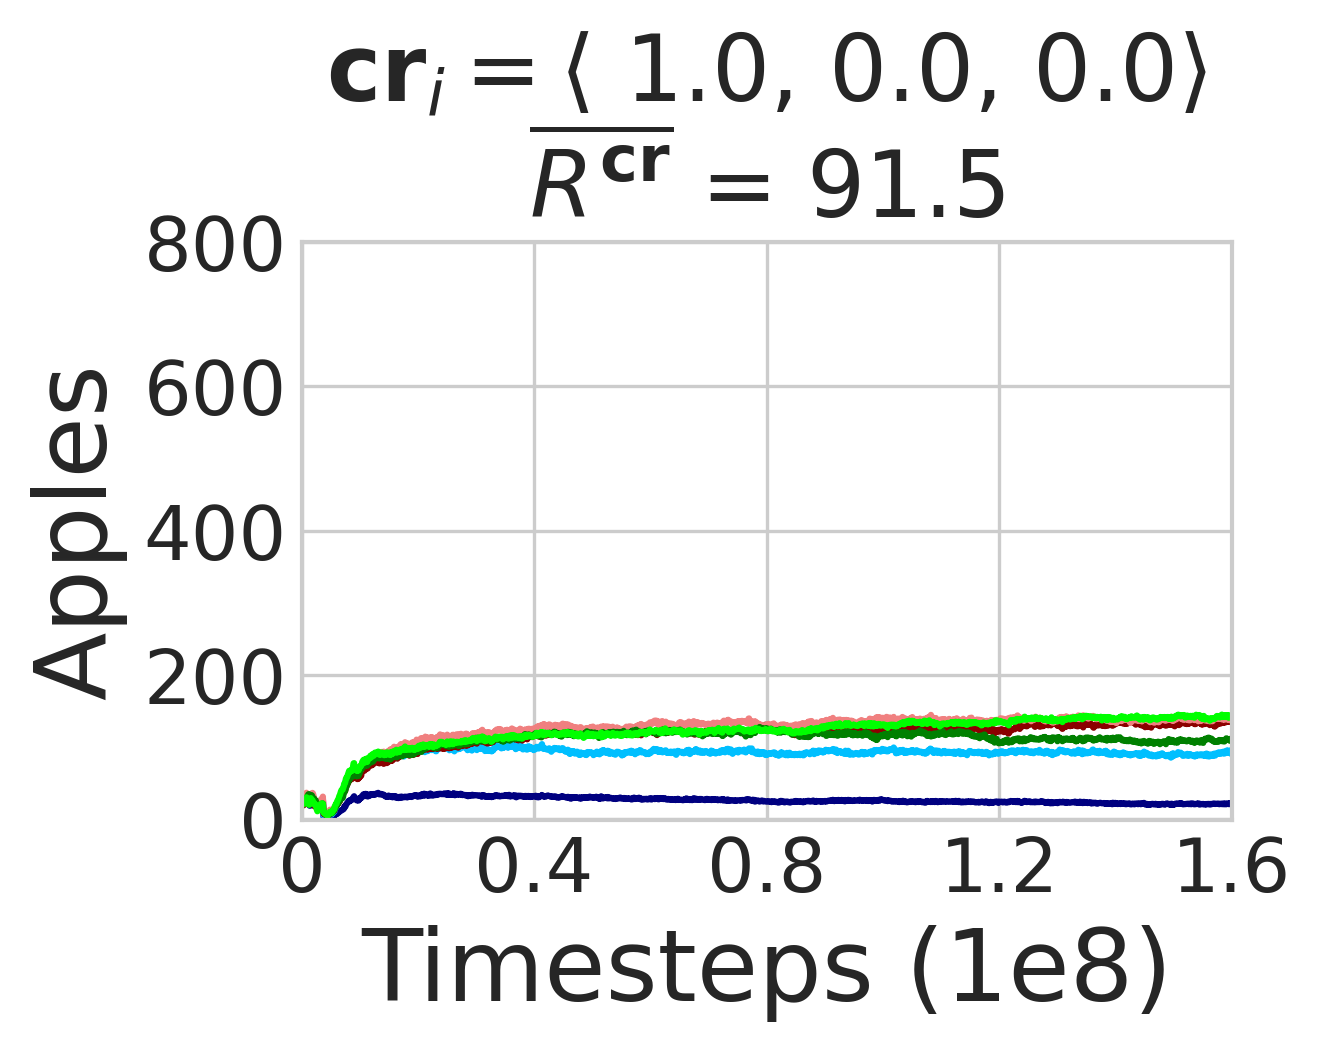 cr_i = ⟨ 1.0, 0.0, 0.0⟩
\overline{R^{cr}} = 91.5
800
600
400
200
0
Apples
0 0.4 0.8 1.2 1.6
Timesteps (1e8)